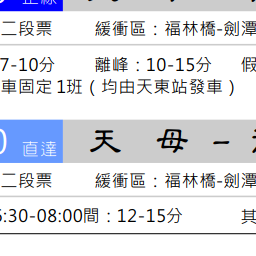 二段票 緩衝區：福林橋-劍潭
7-10分 離峰：10-15分 假
車固定1班（均由天東站發車）
0 直達 天 母 –
二段票 緩衝區：福林橋-劍潭
6:30-08:00間：12-15分 其